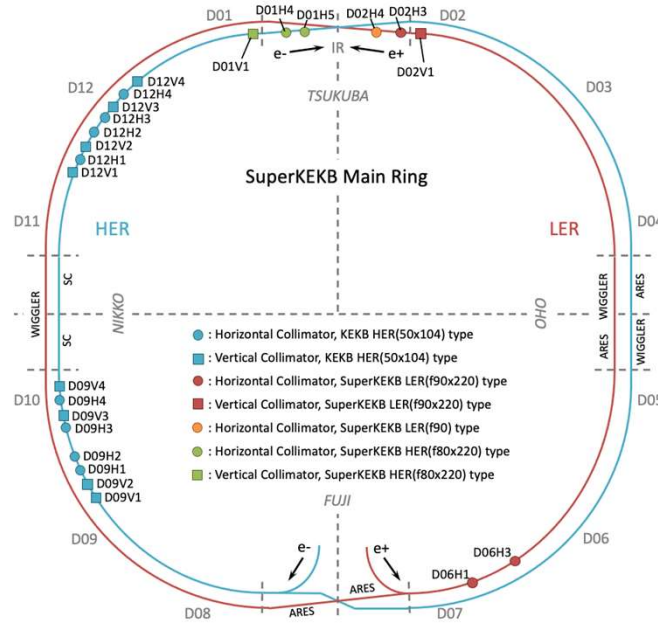 D01
D01H4
D01H5
D02H4
D02H3
D02
D01V1
e-
IR
e+
D02V1
TSUKUBA
D12
D12V4
D12H4
D12V3
D12H3
D12H2
D12V2
D12H1
D12V1
D03
SuperKEKB Main Ring
D11
HER
LER
D04
SC
WIGGLER
SC
NIKKO
OHO
WIGGLER
ARES
ARES
WIGGLER
: Horizontal Collimator, KEKB HER(50x104) type
: Vertical Collimator, KEKB HER(50x104) type
: Horizontal Collimator, SuperKEKB LER(f90x220) type
: Vertical Collimator, SuperKEKB LER(f90x220) type
: Horizontal Collimator, SuperKEKB LER(f90) type
: Horizontal Collimator, SuperKEKB HER(f80x220) type
: Vertical Collimator, SuperKEKB HER(f80x220) type
D10
D09V4
D09H4
D09V3
D09H3
D09H2
D09H1
D09V2
D09V1
D05
FUJI
D09
e-
e+
D06H3
D06H1
D06
ARES
ARES
D08
D07